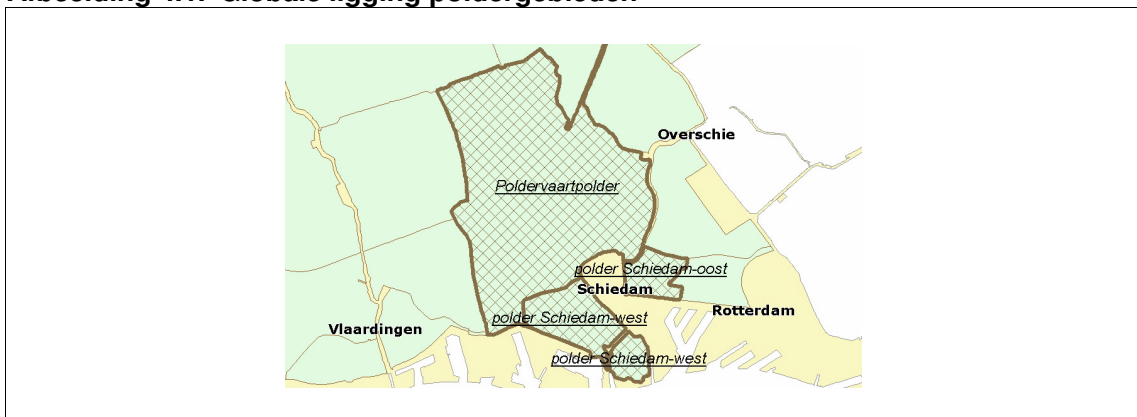 Afbeelding 4.1: Globale ligging poldergebieden
Overschie
Poldervaartpolder
polder Schiedam-oost
Schiedam
Rotterdam
polder Schiedam-west
Vlaardingen
polder Schiedam-west